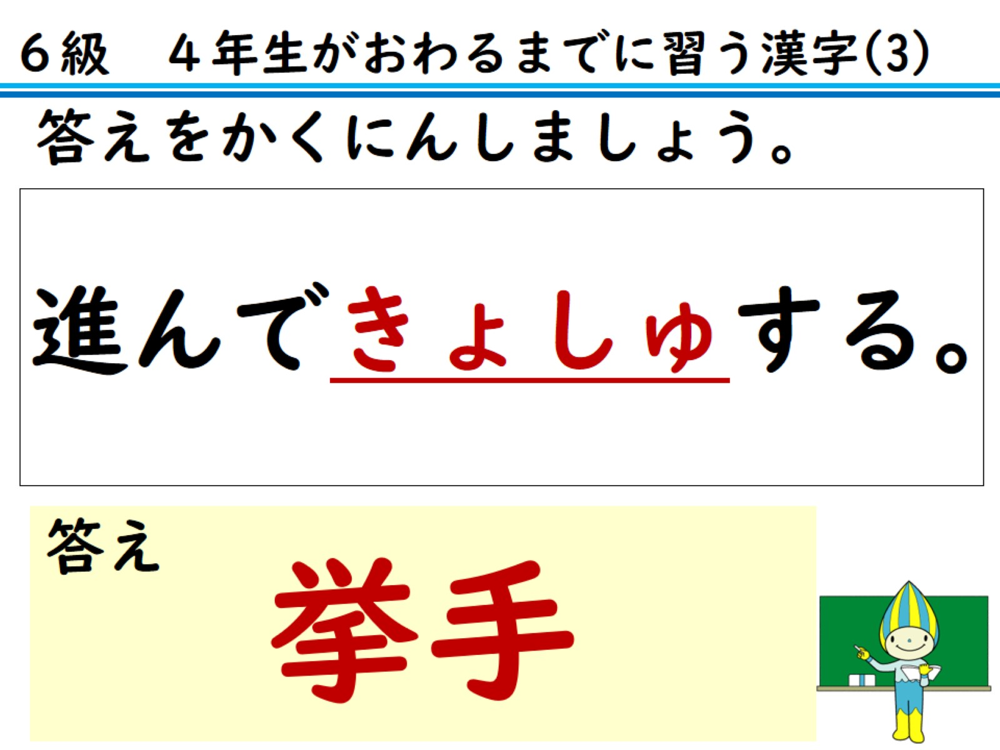 ６級　４年生がおわるまでに習う漢字(3)
答えをかくにんしましょう。
進んできょしゅする。
答え
挙手